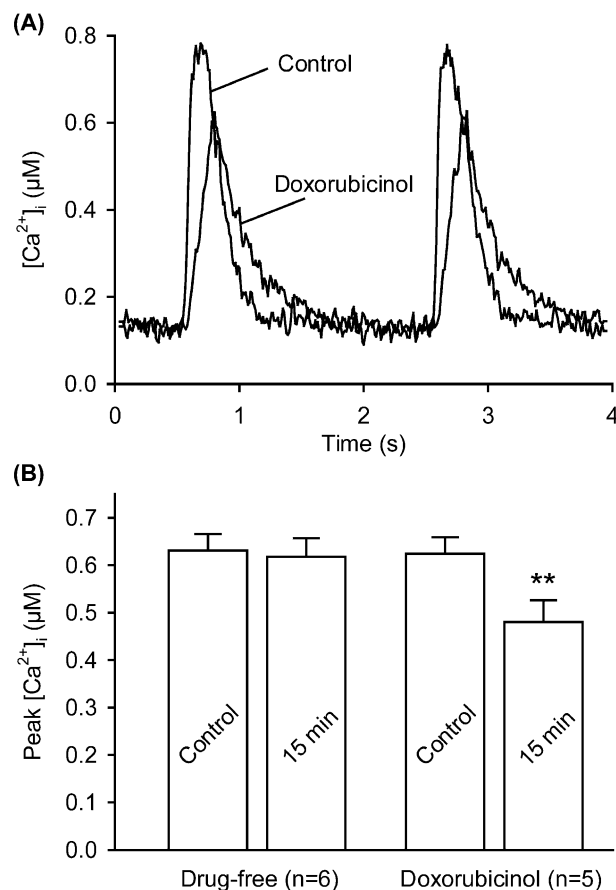 (A)
0.8
0.6
0.4
0.2
0.0
[Ca²⁺]ᵢ (µM)
Control
Doxorubicinol
0 1 2 3 4
Time (s)
(B)
0.7
0.6
0.5
0.4
0.3
0.2
0.1
0.0
Peak [Ca²⁺]ᵢ (µM)
**
Control
15 min
Control
15 min
Drug-free (n=6) Doxorubicinol (n=5)